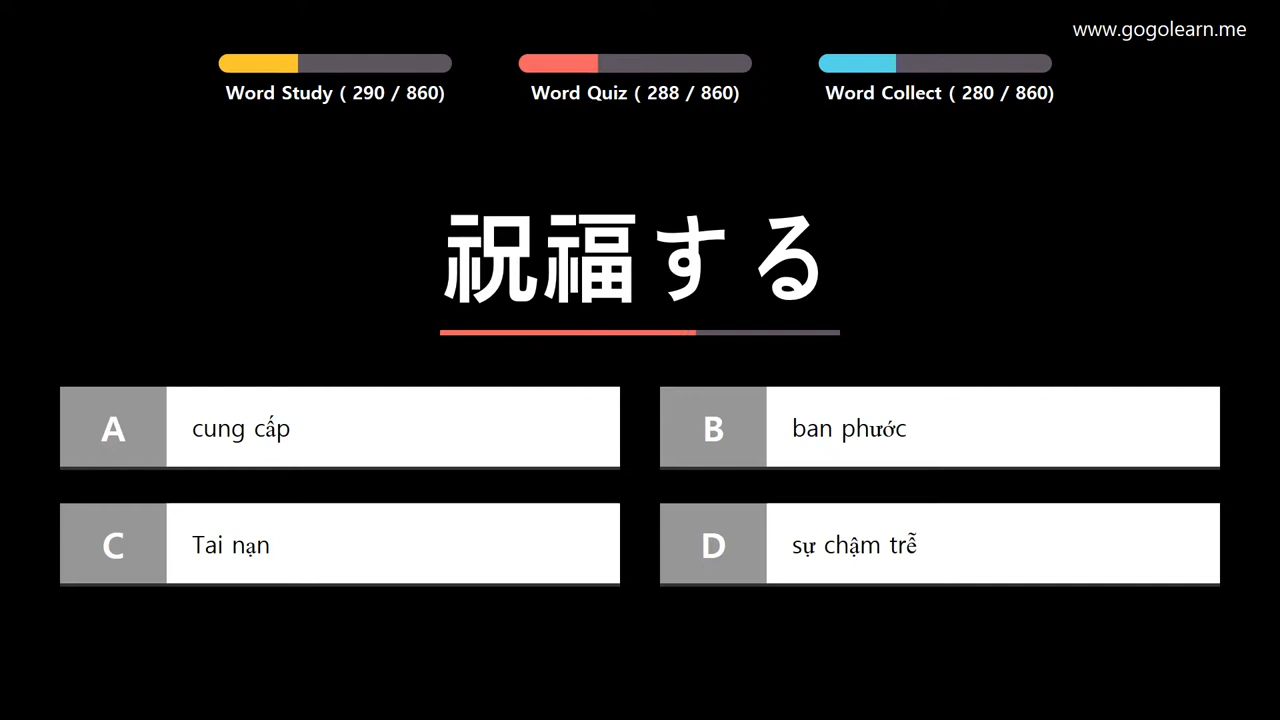 www.gogolearn.me
Word Study ( 290 / 860)
Word Quiz ( 288 / 860)
Word Collect ( 280 / 860)
祝福する
A cung cấp
B ban phước
C Tai nạn
D sự chậm trễ